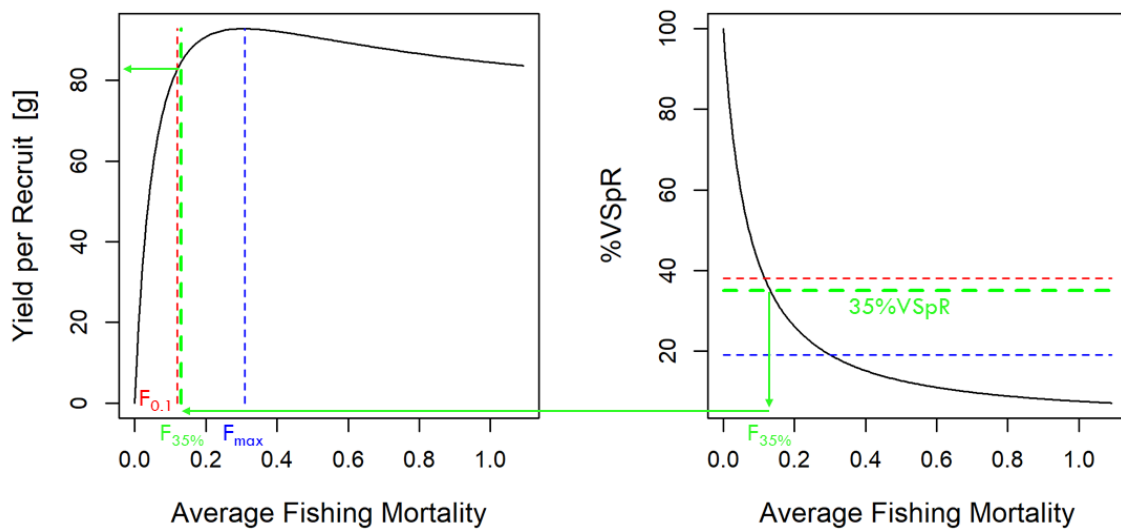 Yield per Recruit [g]
80
60
40
20
0
F0.1
F35%
Fmax
0.0 0.2 0.4 0.6 0.8 1.0
Average Fishing Mortality
%VSpR
100
80
60
40
20
35%VSpR
F35%
0.0 0.2 0.4 0.6 0.8 1.0
Average Fishing Mortality